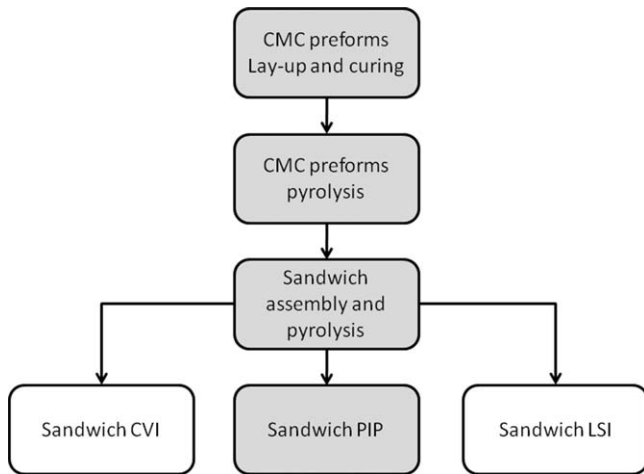 CMC preforms
Lay-up and curing
CMC preforms
pyrolysis
Sandwich
assembly and
pyrolysis
Sandwich CVI
Sandwich PIP
Sandwich LSI